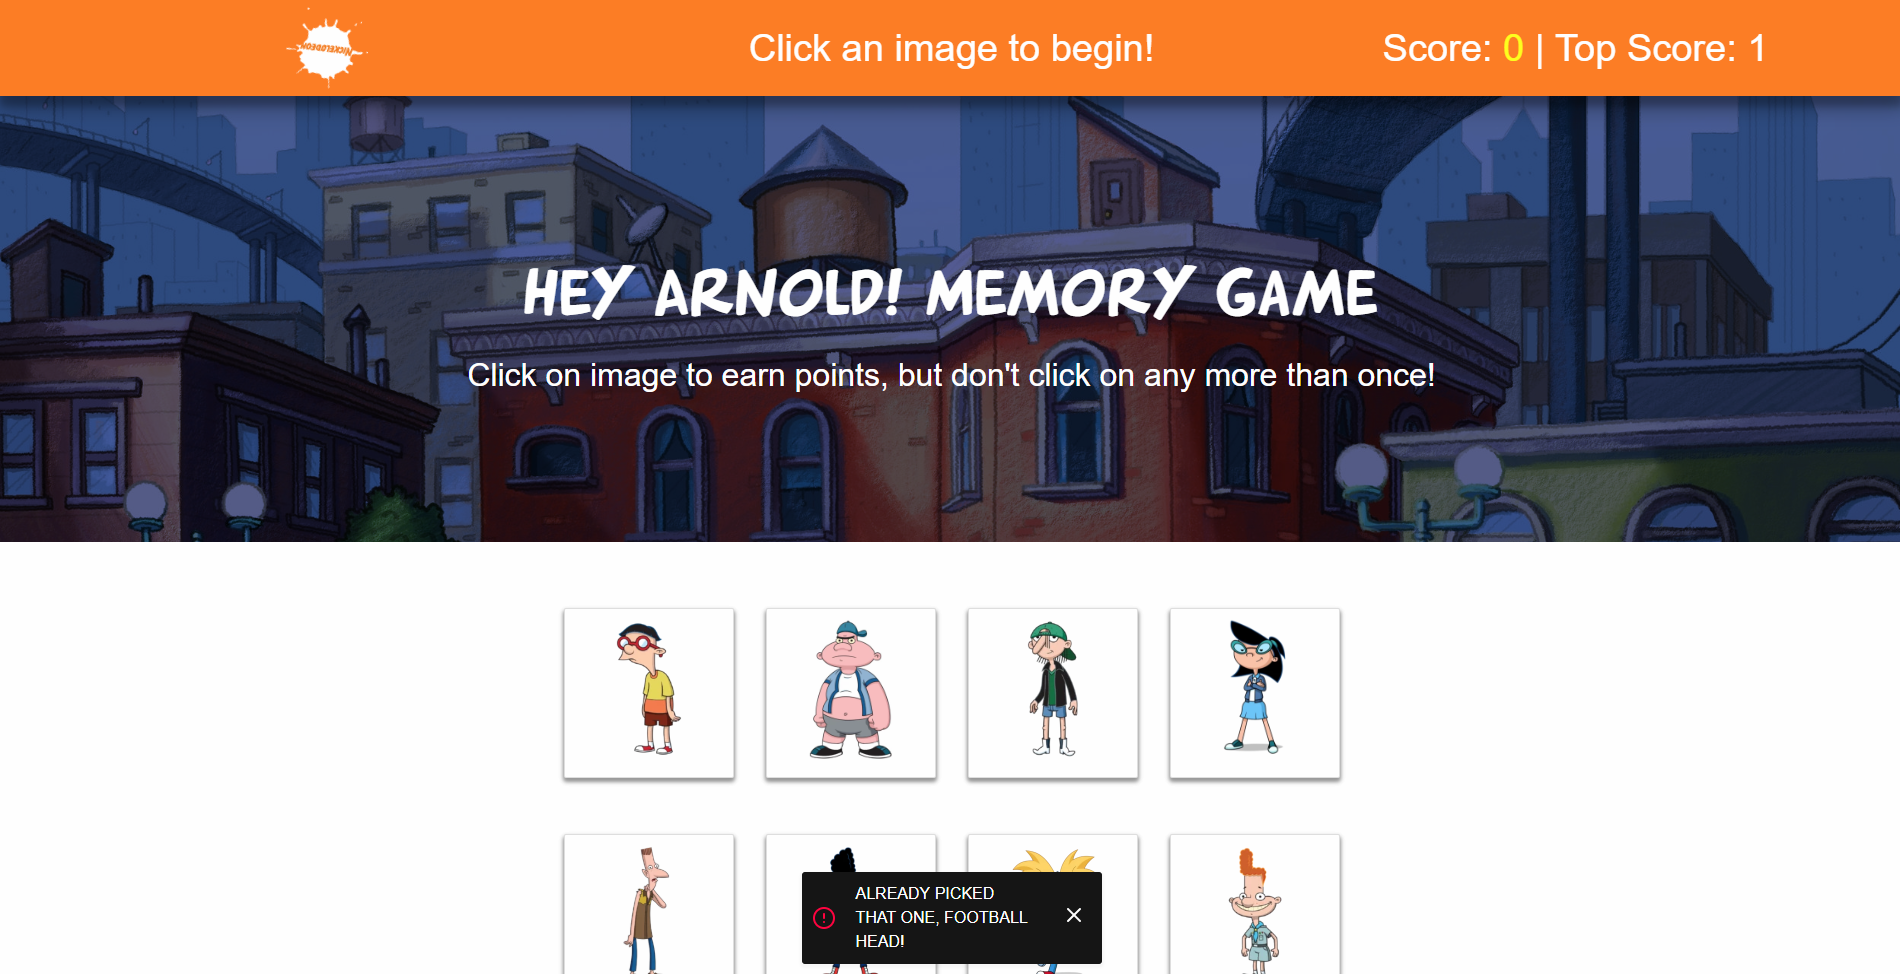 NICKELODEON
Click an image to begin!
Score: 0 | Top Score: 1
HEY ARNOLD! MEMORY GAME
Click on image to earn points, but don't click on any more than once!
ALREADY PICKED
THAT ONE, FOOTBALL
HEAD!